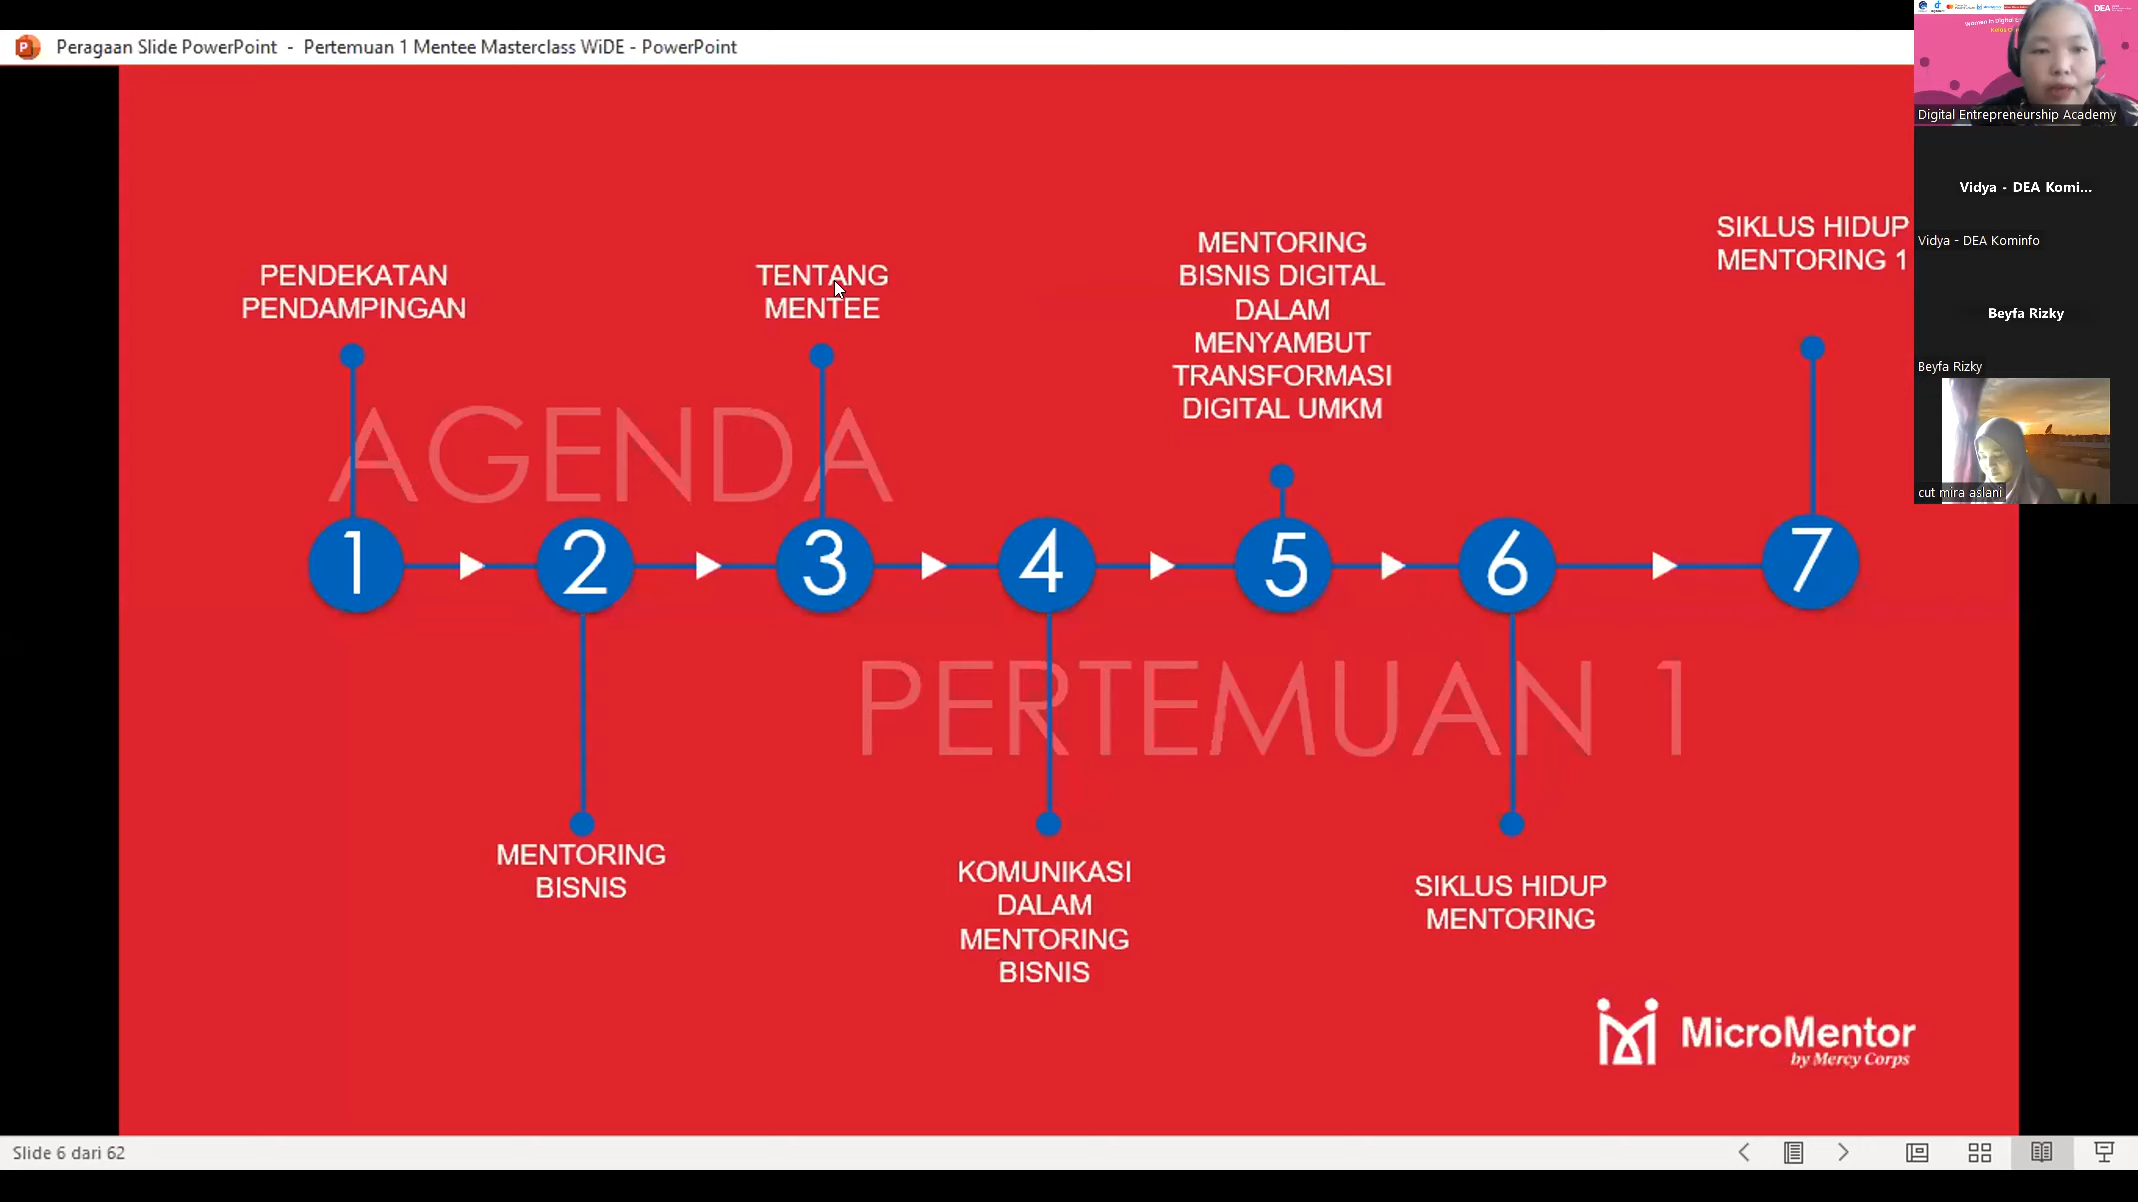 Peragaan Slide PowerPoint - Pertemuan 1 Mentee Masterclass WiDE - PowerPoint
PENDEKATAN
PENDAMPINGAN
TENTANG
MENTEE
MENTORING
BISNIS DIGITAL
DALAM
MENYAMBUT
TRANSFORMASI
DIGITAL UMKM
SIKLUS HIDUP
MENTORING 1
AGENDA
1
2
3
4
5
6
7
PERTEMUAN 1
MENTORING
BISNIS
KOMUNIKASI
DALAM
MENTORING
BISNIS
SIKLUS HIDUP
MENTORING
MicroMentor
by Mercy Corps
Slide 6 dari 62
DEA
Digital Entrepreneurship Academy
Vidya - DEA Komi...
Vidya - DEA Kominfo
Beyfa Rizky
Beyfa Rizky
cut mira aslani